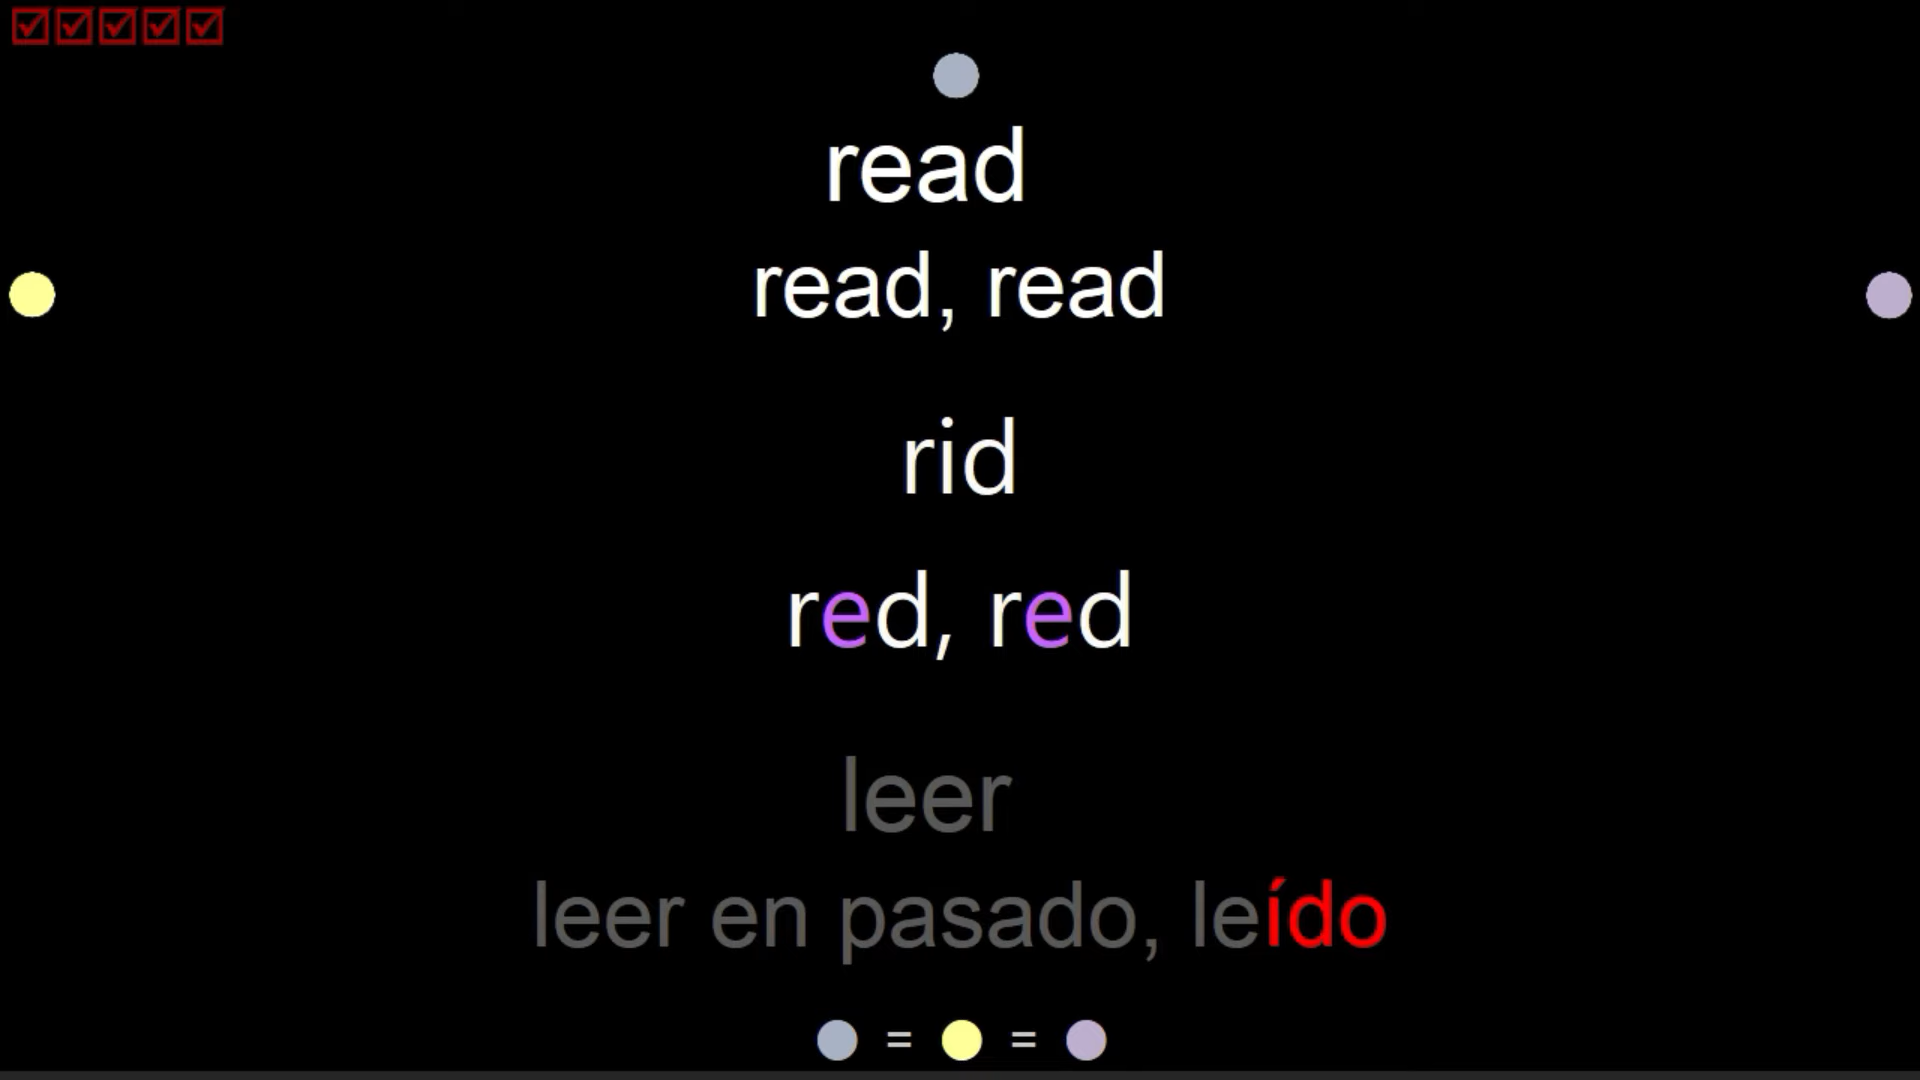 read
read, read
rid
red, red
leer
leer en pasado, leído
= =